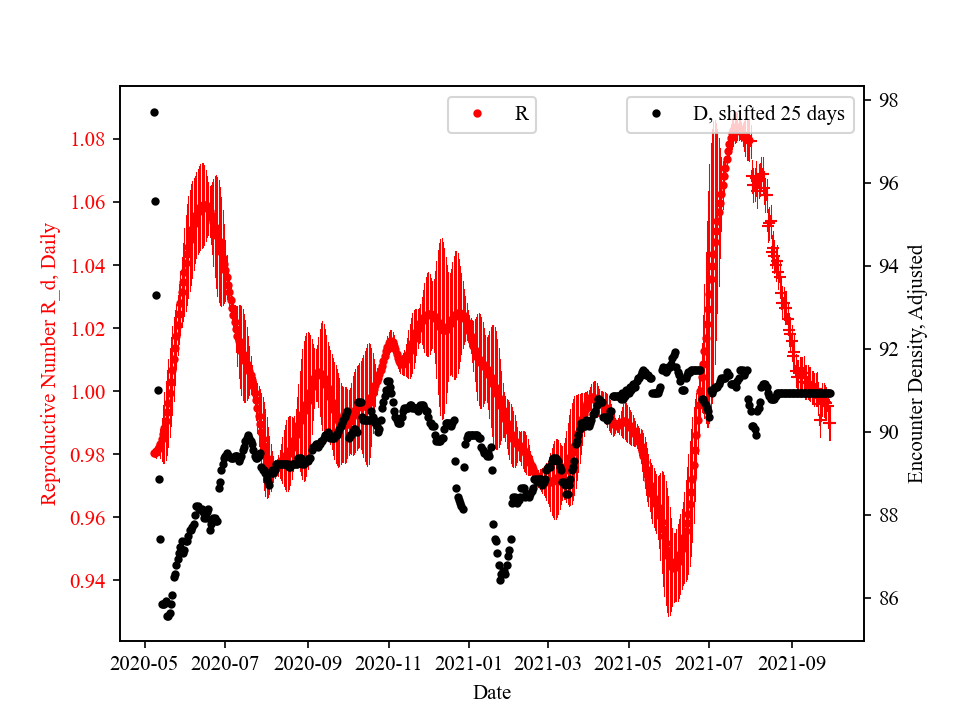 R
D, shifted 25 days
Reproductive Number R_d, Daily
1.08
1.06
1.04
1.02
1.00
0.98
0.96
0.94
98
96
94
92
90
88
86
Encounter Density, Adjusted
2020-05 2020-07 2020-09 2020-11 2021-01 2021-03 2021-05 2021-07 2021-09
Date